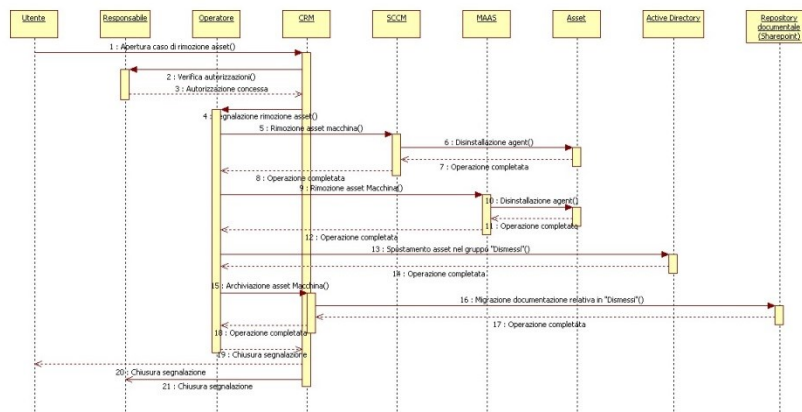 Utente
Responsabile
Operatore
CRM
SCCM
MAAS
Asset
Active Directory
Repository
documentale
(Sharepoint)
1 : Apertura caso di rimozione asset()
2 : Verifica autorizzazioni()
3 : Autorizzazione concessa
4 : Segnalazione rimozione asset()
5 : Rimozione asset macchina()
6 : Disinstallazione agent()
7 : Operazione completata
8 : Operazione completata
9 : Rimozione asset Macchina()
10 : Disinstallazione agent()
11 : Operazione completata
12 : Operazione completata
13 : Spostamento asset nel gruppo "Dismessi"()
14 : Operazione completata
15 : Archiviazione asset Macchina()
16 : Migrazione documentazione relativa in "Dismessi"()
17 : Operazione completata
18 : Operazione completata
19 : Chiusura segnalazione
20 : Chiusura segnalazione
21 : Chiusura segnalazione